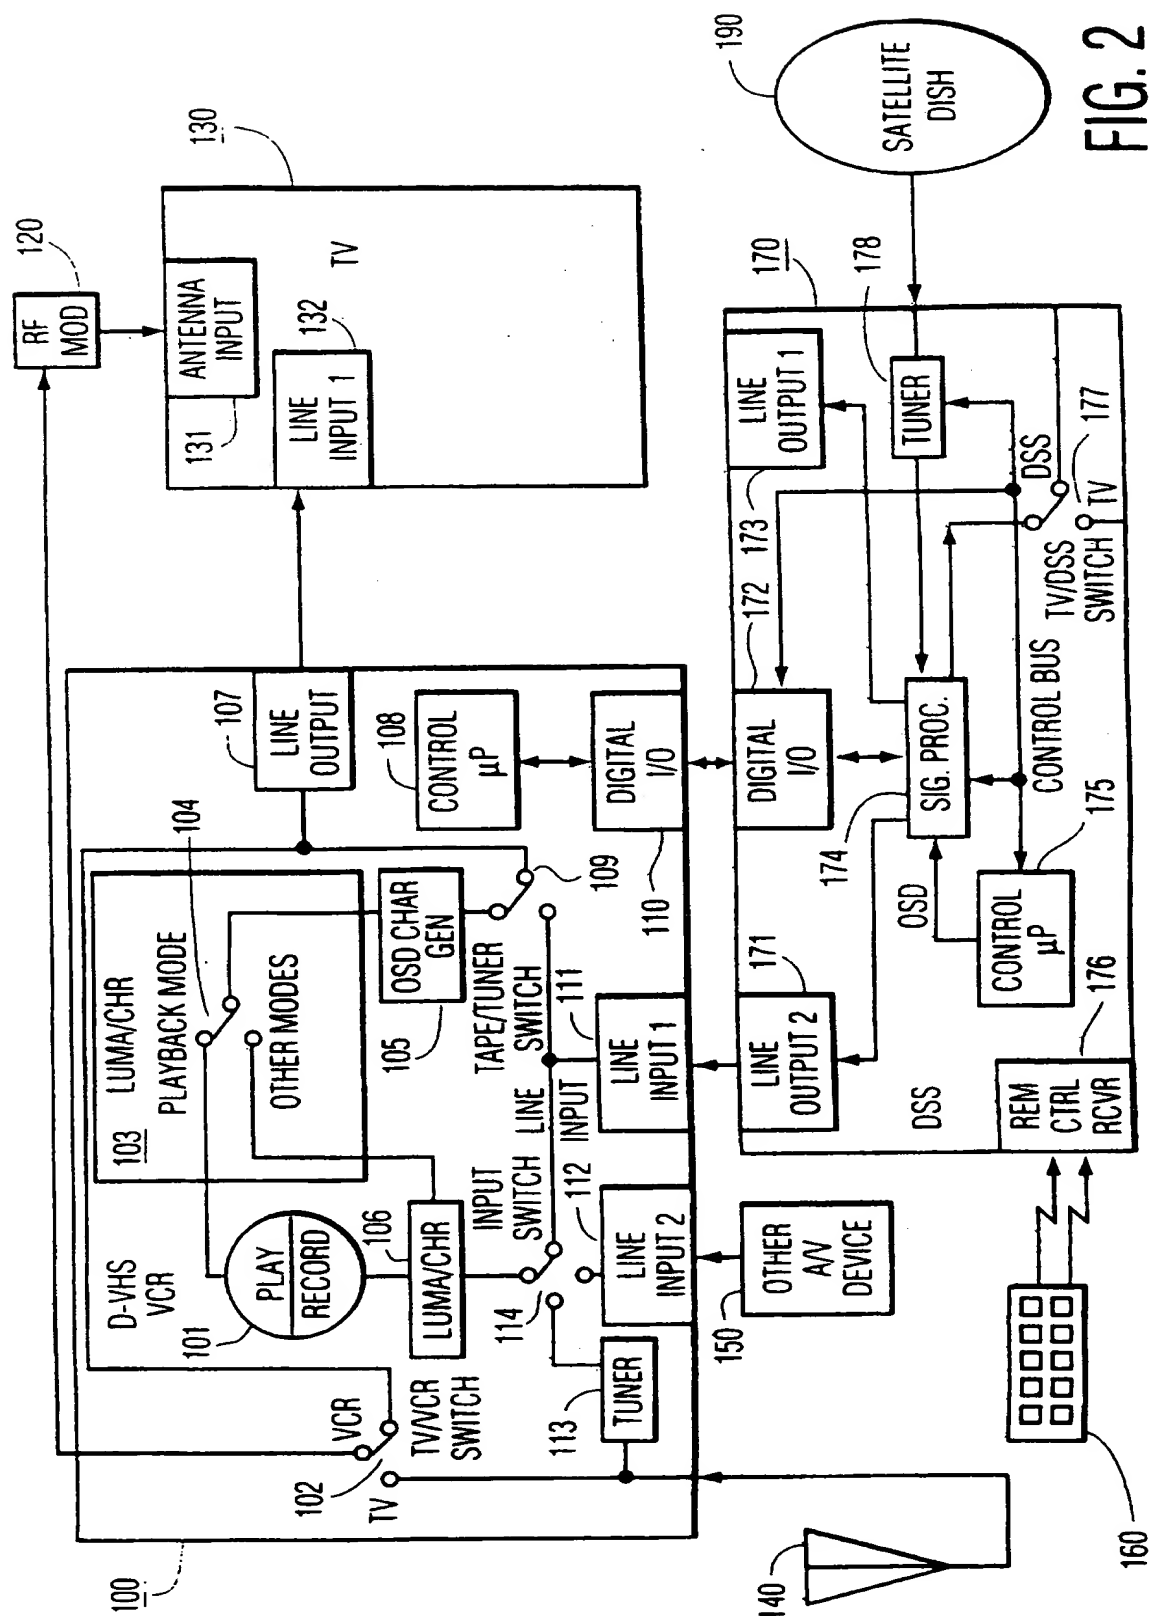 FIG. 2
100
D-VHS
VCR
103
LUMA/CHR
PLAYBACK MODE
104
OTHER MODES
101
PLAY
RECORD
106
LUMA/CHR
105
OSD CHAR
GEN
107
LINE
OUTPUT
108
CONTROL
μP
109
TAPE/TUNER
LINE SWITCH
INPUT
SWITCH
LINE
INPUT
VCR
TV/VCR
SWITCH
102
TV
114
113
TUNER
112
LINE
INPUT 2
111
LINE
INPUT 1
110
DIGITAL
I/O
120
RF
MOD
130
131
ANTENNA
INPUT
TV
132
LINE
INPUT 1
140
150
OTHER
A/V
DEVICE
160
170
DSS
171
LINE
OUTPUT 2
172
DIGITAL
I/O
173
LINE
OUTPUT 1
174
SIG. PROC.
178
TUNER
OSD
175
CONTROL
μP
CONTROL BUS
176
REM
CTRL
RCVR
TV/DSS
SWITCH
DSS
TV
177
190
SATELLITE
DISH